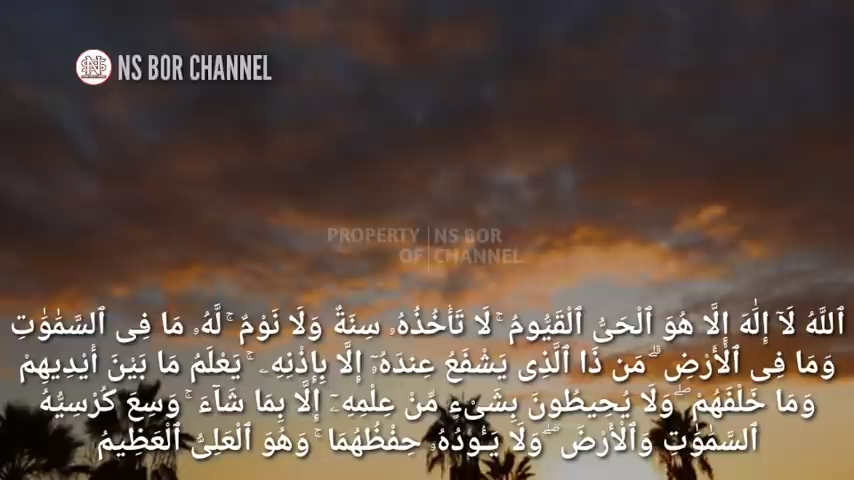 NS BOR CHANNEL
PROPERTY OF | NS BOR CHANNEL
ٱللَّهُ لَآ إِلَٰهَ إِلَّا هُوَ ٱلْحَىُّ ٱلْقَيُّومُ ۚ لَا تَأْخُذُهُۥ سِنَةٌ وَلَا نَوْمٌ ۚ لَّهُۥ مَا فِى ٱلسَّمَٰوَٰتِ
وَمَا فِى ٱلْأَرْضِ ۗ مَن ذَا ٱلَّذِى يَشْفَعُ عِندَهُۥٓ إِلَّا بِإِذْنِهِۦ ۚ يَعْلَمُ مَا بَيْنَ أَيْدِيهِمْ
وَمَا خَلْفَهُمْ ۖ وَلَا يُحِيطُونَ بِشَىْءٍ مِّنْ عِلْمِهِۦٓ إِلَّا بِمَا شَآءَ ۚ وَسِعَ كُرْسِيُّهُ
ٱلسَّمَٰوَٰتِ وَٱلْأَرْضَ ۖ وَلَا يَـُٔودُهُۥ حِفْظُهُمَا ۚ وَهُوَ ٱلْعَلِىُّ ٱلْعَظِيمُ